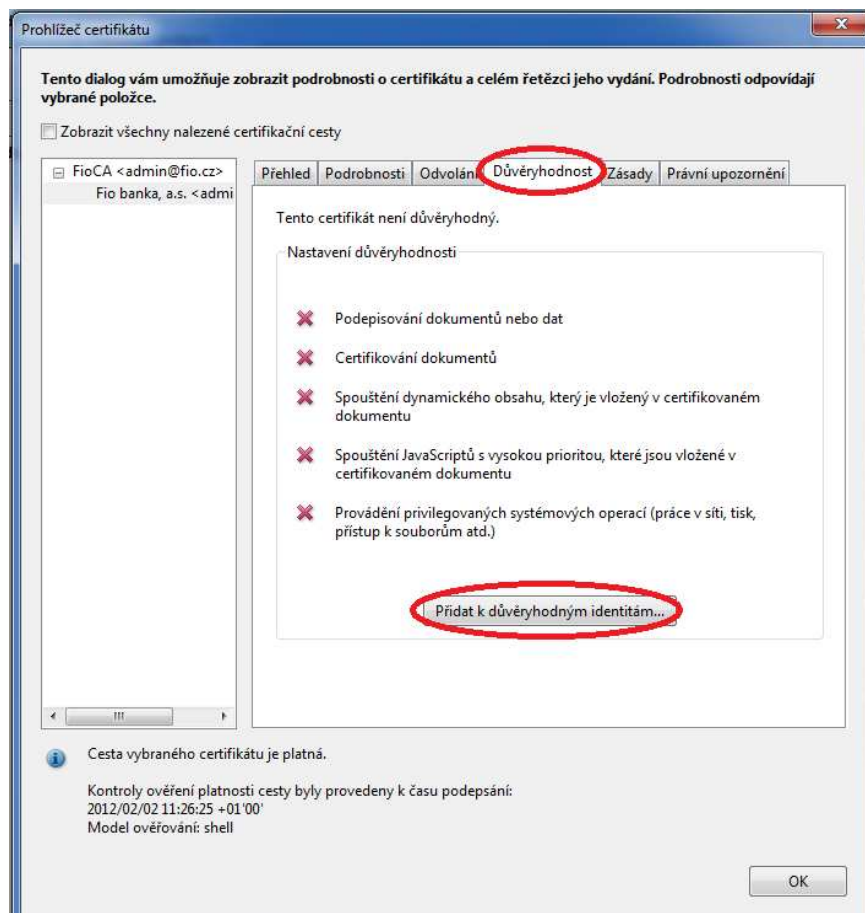 Prohlížeč certifikátu
Tento dialog vám umožňuje zobrazit podrobnosti o certifikátu a celém řetězci jeho vydání. Podrobnosti odpovídají
vybrané položce.
Zobrazit všechny nalezené certifikační cesty
FioCA <admin@fio.cz>
Fio banka, a.s. <admi
Přehled Podrobnosti Odvolání Důvěryhodnost Zásady Právní upozornění
Tento certifikát není důvěryhodný.
Nastavení důvěryhodnosti
Podepisování dokumentů nebo dat
Certifikování dokumentů
Spouštění dynamického obsahu, který je vložený v certifikovaném
dokumentu
Spouštění JavaScriptů s vysokou prioritou, které jsou vložené v
certifikovaném dokumentu
Provádění privilegovaných systémových operací (práce v síti, tisk,
přístup k souborům atd.)
Přidat k důvěryhodným identitám...
Cesta vybraného certifikátu je platná.
Kontroly ověření platnosti cesty byly provedeny k času podepsání:
2012/02/02 11:26:25 +01'00'
Model ověřování: shell
OK